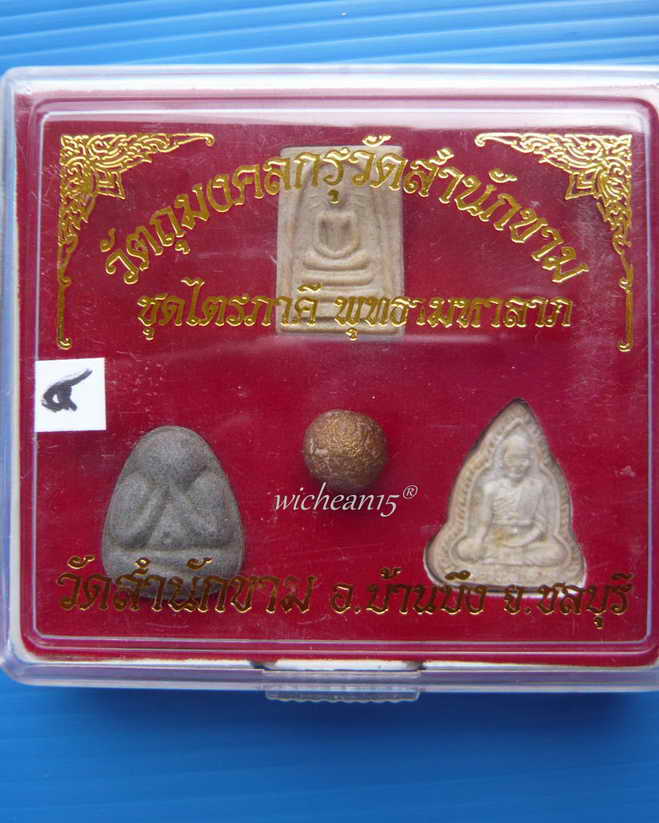 วัตถุมงคลกรุวัดสำนักขาม
ชุดไตรภาคี พุทธามหาลาภ
๔
wichean15®
วัดสำนักขาม อ.บ้านบึง จ.ชลบุรี